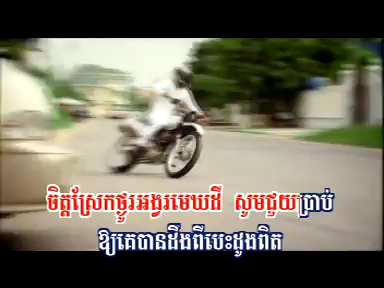 ចិត្តស្រែកថ្ងូរអង្វរមេឃដី សូមជួយប្រាប់
ឱ្យគេបានដឹងពីបេះដូងពិត